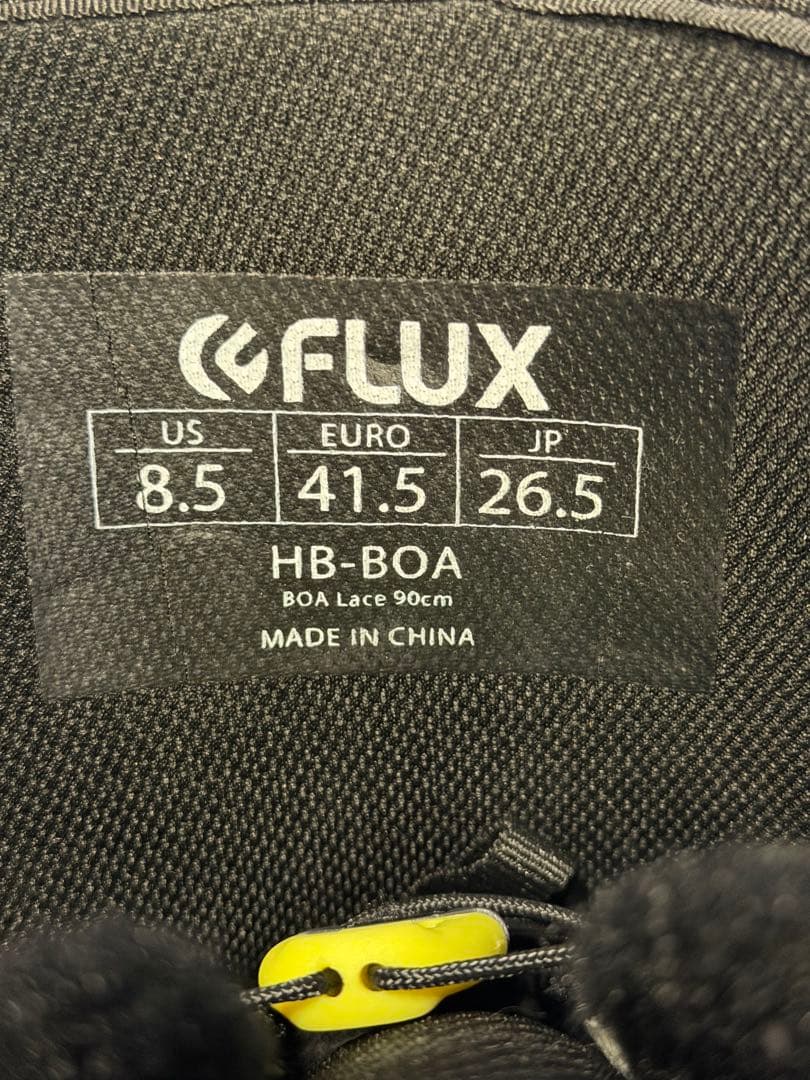 FLUX
US EURO JP
8.5 41.5 26.5
HB-BOA
BOA Lace 90cm
MADE IN CHINA